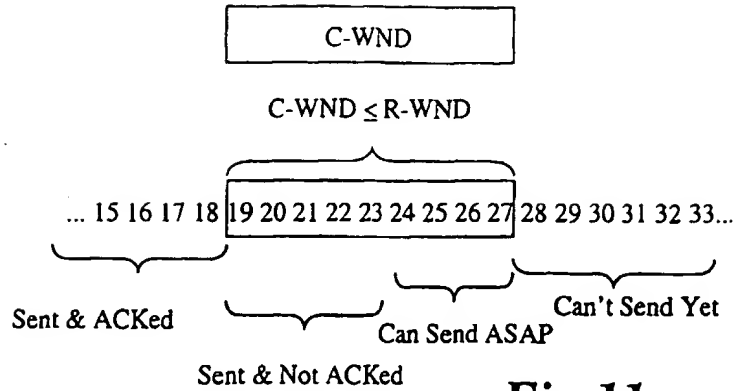 C-WND
C-WND ≤ R-WND
... 15 16 17 18 19 20 21 22 23 24 25 26 27 28 29 30 31 32 33...
Sent & ACKed
Sent & Not ACKed
Can Send ASAP
Can't Send Yet